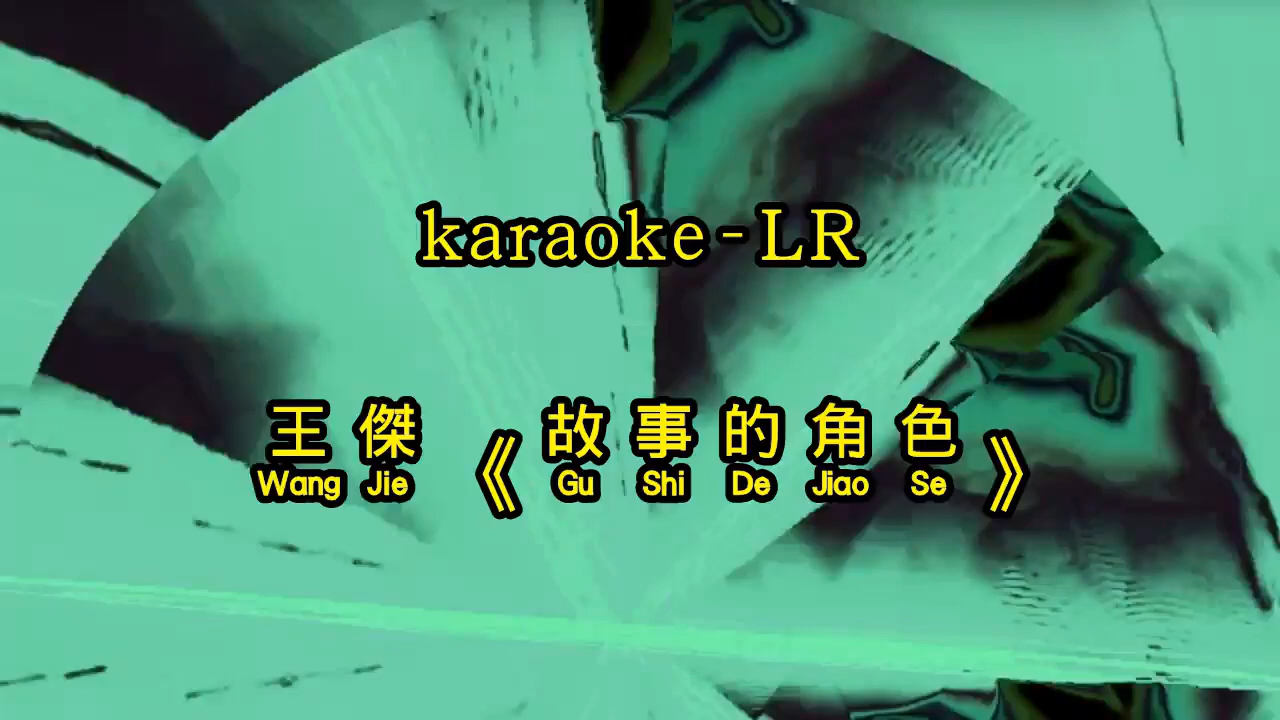 karaoke-LR
王傑《故事的角色》
Wang Jie Gu Shi De Jiao Se